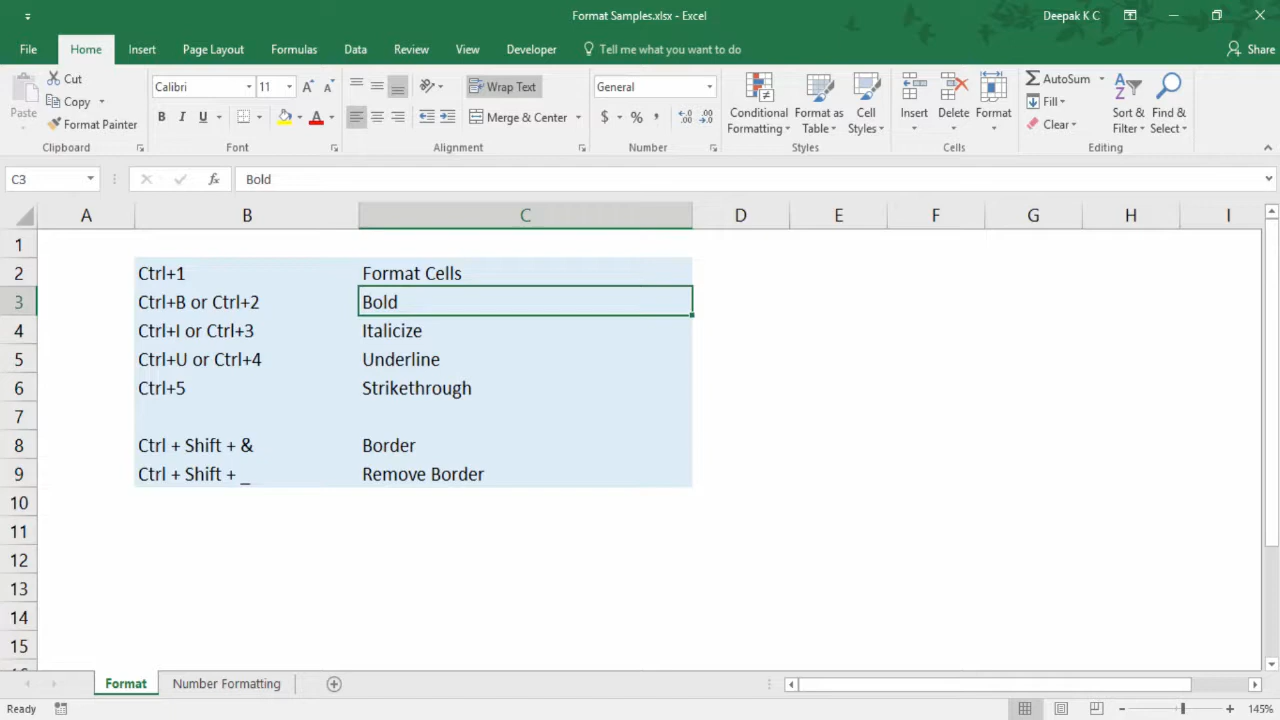 Format Samples.xlsx - Excel
Deepak K C
File Home Insert Page Layout Formulas Data Review View Developer Tell me what you want to do Share
Cut
Copy
Format Painter
Paste
Clipboard
Calibri 11
B I U A
Font
Wrap Text
Merge & Center
Alignment
General
$ % ,
Number
Conditional Formatting
Format as Table
Cell Styles
Styles
Insert Delete Format
Cells
AutoSum
Fill
Clear
Sort & Filter
Find & Select
Editing
C3 fx Bold
A B C D E F G H I
1
2 Ctrl+1 Format Cells
3 Ctrl+B or Ctrl+2 Bold
4 Ctrl+I or Ctrl+3 Italicize
5 Ctrl+U or Ctrl+4 Underline
6 Ctrl+5 Strikethrough
7
8 Ctrl + Shift + & Border
9 Ctrl + Shift + _ Remove Border
10
11
12
13
14
15
Format Number Formatting
Ready 145%